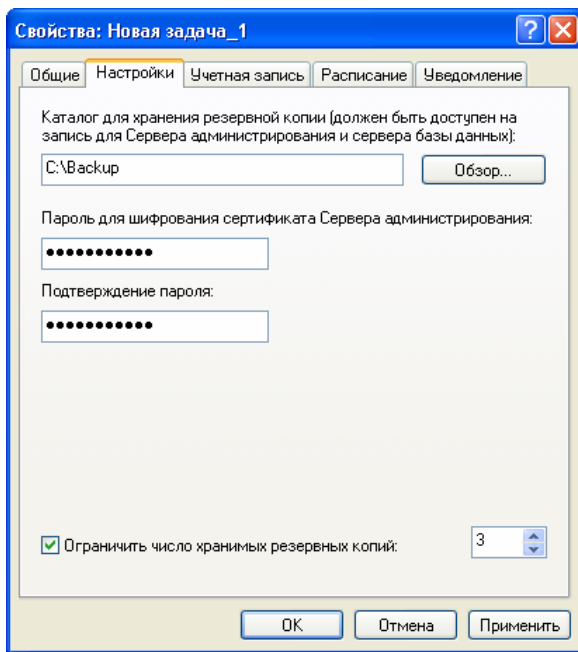 Свойства: Новая задача_1
Общие Настройки Учетная запись Расписание Уведомление
Каталог для хранения резервной копии (должен быть доступен на
запись для Сервера администрирования и сервера базы данных):
C:\Backup Обзор...
Пароль для шифрования сертификата Сервера администрирования:
•••••••••••
Подтверждение пароля:
•••••••••••
Ограничить число хранимых резервных копий: 3
OK Отмена Применить